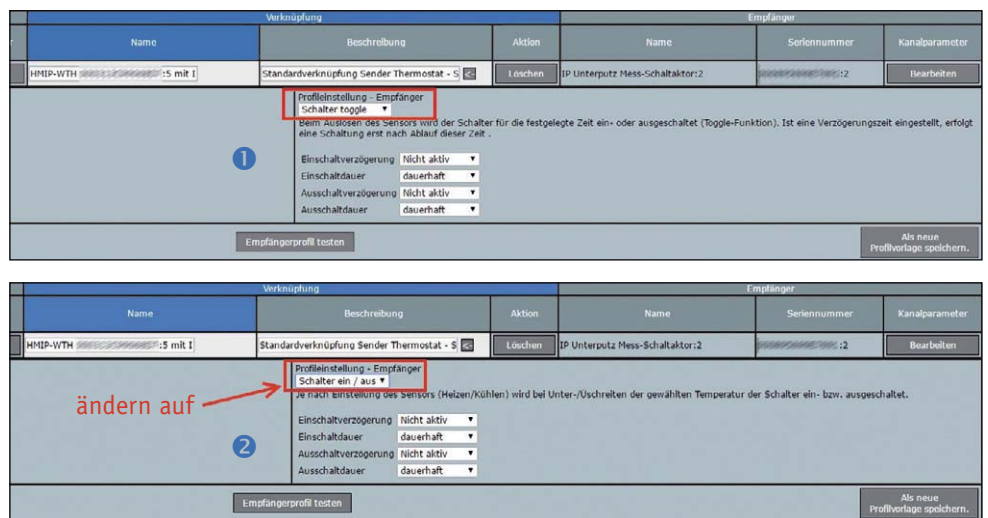 Verknüpfung Empfänger
Name Beschreibung Aktion Name Seriennummer Kanalparameter
HMIP-WTH :5 mit I Standardverknüpfung Sender Thermostat - S <- Löschen IP Unterputz Mess-Schaltaktor:2 :2 Bearbeiten
Profileinstellung - Empfänger
Schalter toggle
Beim Auslösen des Sensors wird der Schalter für die festgelegte Zeit ein- oder ausgeschaltet (Toggle-Funktion). Ist eine Verzögerungszeit eingestellt, erfolgt
eine Schaltung erst nach Ablauf dieser Zeit .
1
Einschaltverzögerung Nicht aktiv
Einschaltdauer dauerhaft
Ausschaltverzögerung Nicht aktiv
Ausschaltdauer dauerhaft
Empfängerprofil testen
Als neue
Profilvorlage speichern.
Verknüpfung Empfänger
Name Beschreibung Aktion Name Seriennummer Kanalparameter
HMIP-WTH :5 mit I Standardverknüpfung Sender Thermostat - S <- Löschen IP Unterputz Mess-Schaltaktor:2 :2 Bearbeiten
Profileinstellung - Empfänger
Schalter ein / aus
ändern auf
Je nach Einstellung des Sensors (Heizen/Kühlen) wird bei Unter-/Üschreiten der gewählten Temperatur der Schalter ein- bzw. ausgeschaltet.
2
Einschaltverzögerung Nicht aktiv
Einschaltdauer dauerhaft
Ausschaltverzögerung Nicht aktiv
Ausschaltdauer dauerhaft
Empfängerprofil testen
Als neue
Profilvorlage speichern.